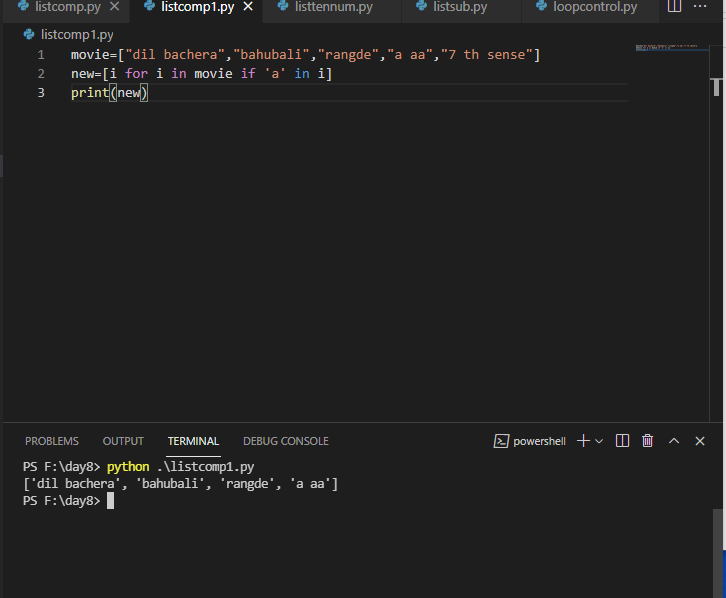 listcomp.py listcomp1.py listtennum.py listsub.py loopcontrol.py
listcomp1.py
1 movie=["dil bachera","bahubali","rangde","a aa","7 th sense"]
2 new=[i for i in movie if 'a' in i]
3 print(new)
PROBLEMS OUTPUT TERMINAL DEBUG CONSOLE powershell
PS F:\day8> python .\listcomp1.py
['dil bachera', 'bahubali', 'rangde', 'a aa']
PS F:\day8>